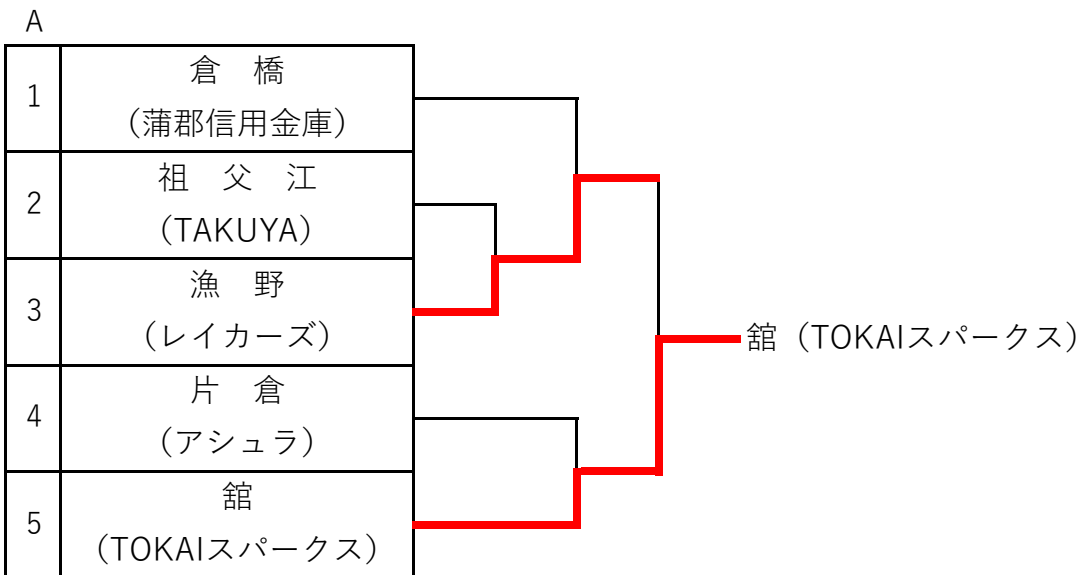 A
1
倉　橋
（蒲郡信用金庫）
2
祖　父　江
（TAKUYA）
3
漁　野
（レイカーズ）
舘（TOKAIスパークス）
4
片　倉
（アシュラ）
5
舘
（TOKAIスパークス）